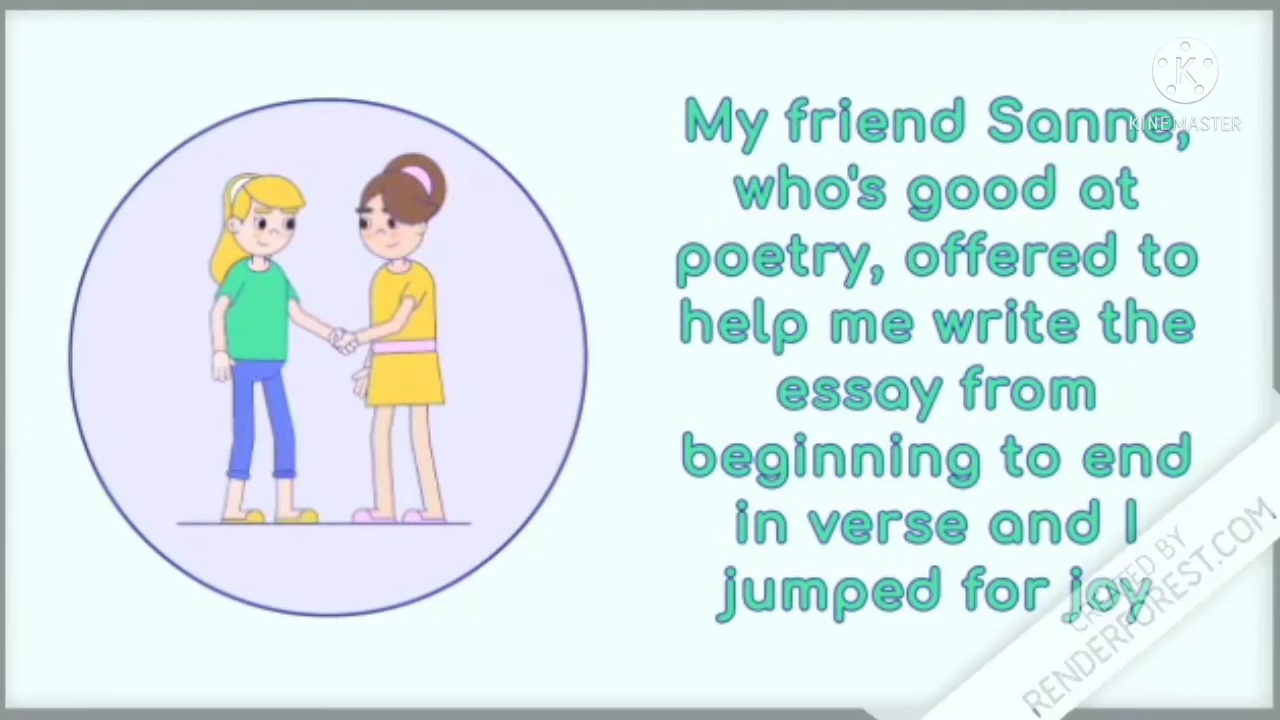 My friend Sanne,
who's good at
poetry, offered to
help me write the
essay from
beginning to end
in verse and I
jumped for joy
K
KINEMASTER
CREATED BY
RENDERFOREST.COM